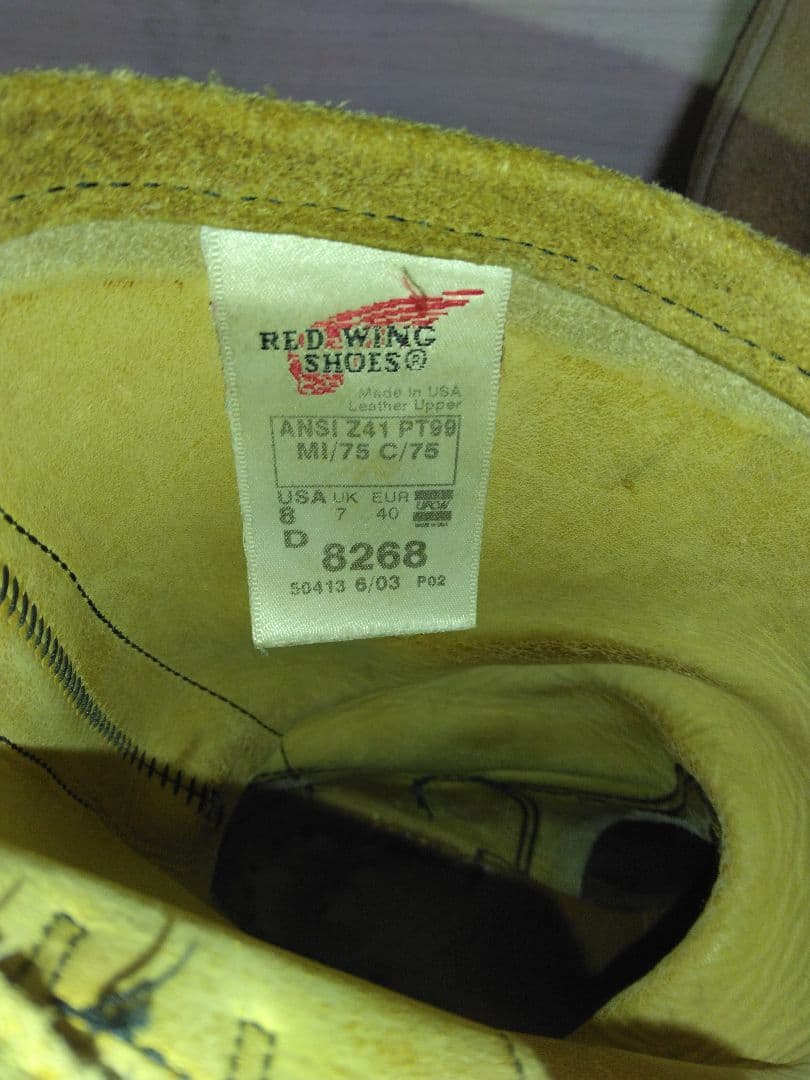 RED WING
SHOES®
Made in USA
Leather Upper
ANSI Z41 PT99
MI/75 C/75
USA UK EUR
8 7 40
D
8268
50413 6/03 P02